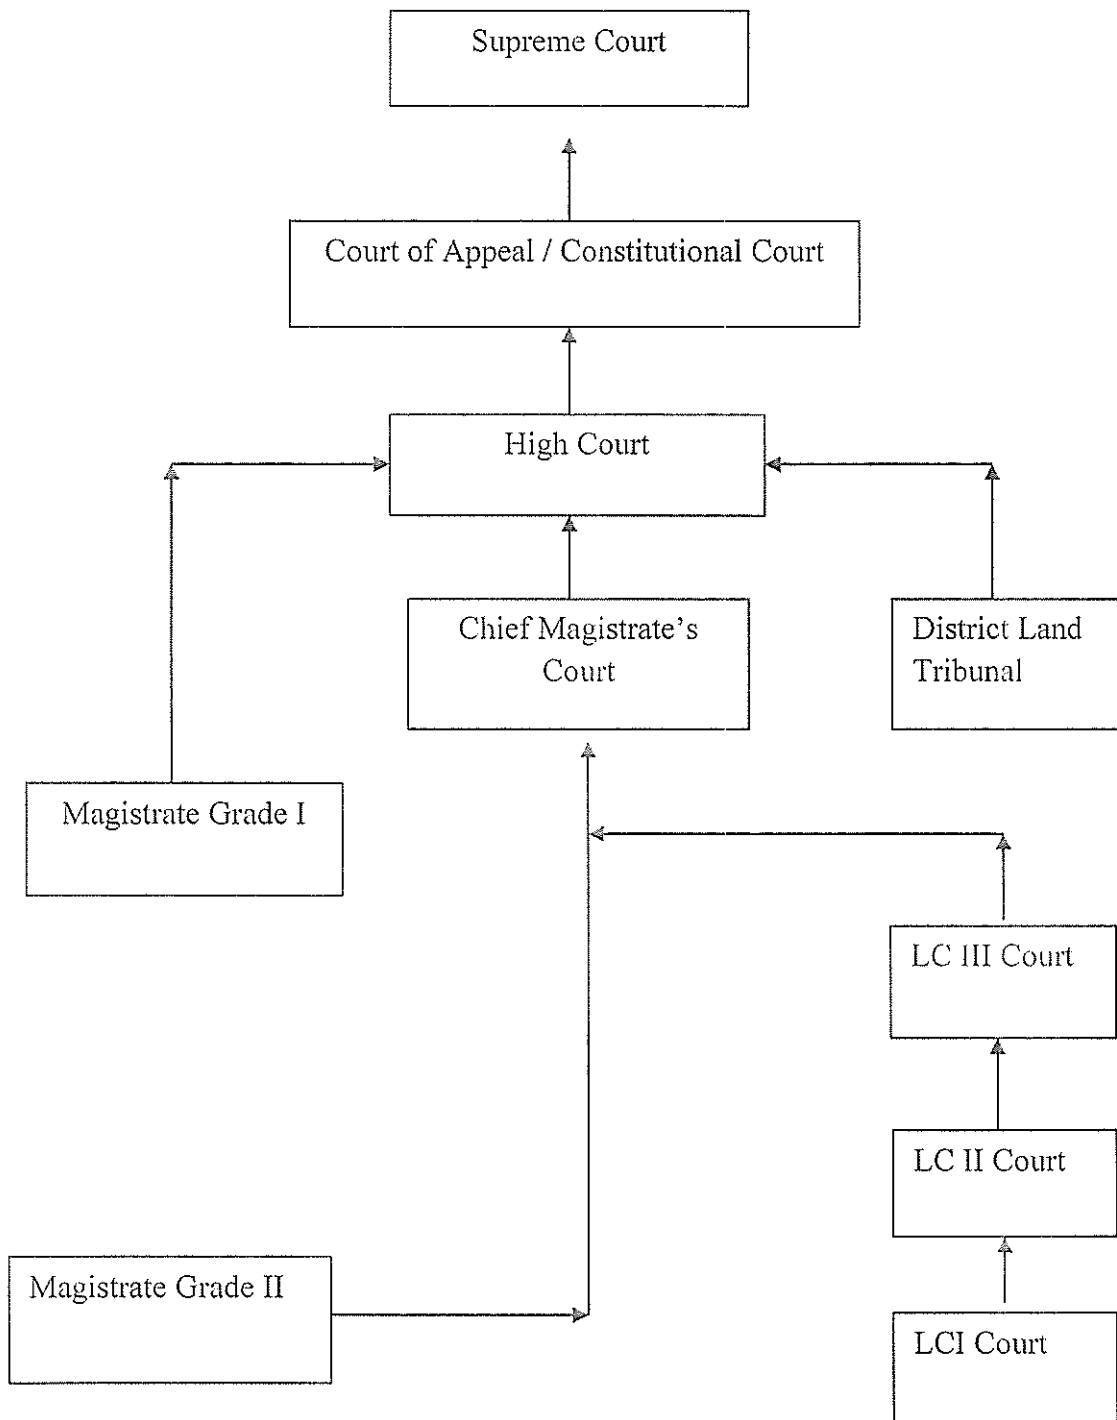 Supreme Court
Court of Appeal / Constitutional Court
High Court
Chief Magistrate's
Court
District Land
Tribunal
Magistrate Grade I
LC III Court
LC II Court
Magistrate Grade II
LCI Court